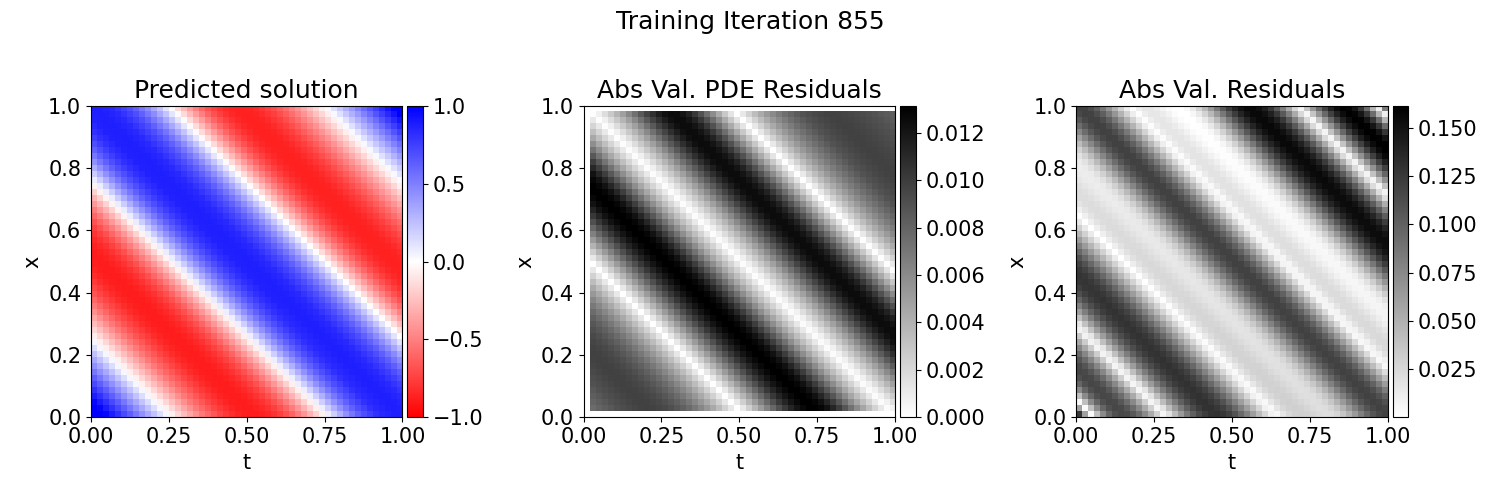 Training Iteration 855
Predicted solution
Abs Val. PDE Residuals
Abs Val. Residuals
1.0
0.8
0.6
0.4
0.2
0.0
x
0.00 0.25 0.50 0.75 1.00
t
1.0
0.5
0.0
−0.5
−1.0
1.0
0.8
0.6
0.4
0.2
0.0
x
0.00 0.25 0.50 0.75 1.00
t
0.012
0.010
0.008
0.006
0.004
0.002
0.000
1.0
0.8
0.6
0.4
0.2
0.0
x
0.00 0.25 0.50 0.75 1.00
t
0.150
0.125
0.100
0.075
0.050
0.025